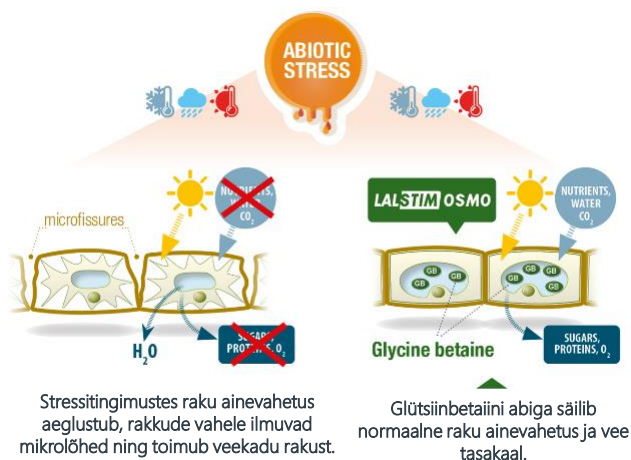 ABIOTIC
STRESS
microfissures
NUTRIENTS,
WATER
CO2
H2O
SUGARS,
PROTEINS, O2
Stressitingimustes raku ainevahetus
aeglustub, rakkude vahele ilmuvad
mikrolõhed ning toimub veekadu rakust.
LALSTIM OSMO
NUTRIENTS,
WATER
CO2
GB
GB
GB
GB
GB
GB
GB
GB
Glycine betaine
SUGARS,
PROTEINS, O2
Glütsiinbetaiini abiga säilib
normaalne raku ainevahetus ja vee
tasakaal.